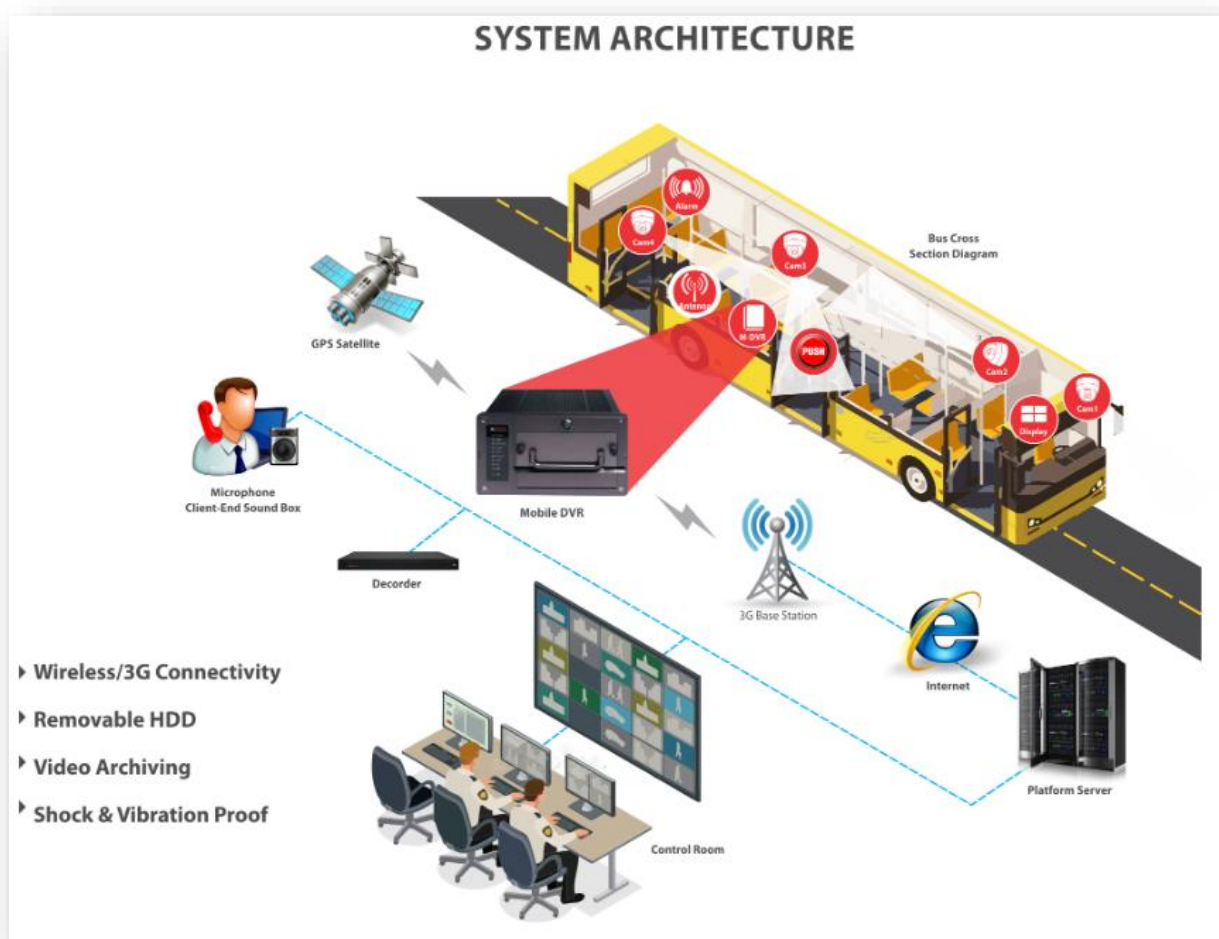 SYSTEM ARCHITECTURE
Alarm
Cam4
Cam3
Bus Cross
Section Diagram
Antenna
M-DVR
PUSH
Cam2
Cam1
Display
GPS Satellite
Microphone
Client-End Sound Box
Mobile DVR
Decorder
3G Base Station
Internet
Platform Server
Wireless/3G Connectivity
Removable HDD
Video Archiving
Shock & Vibration Proof
Control Room